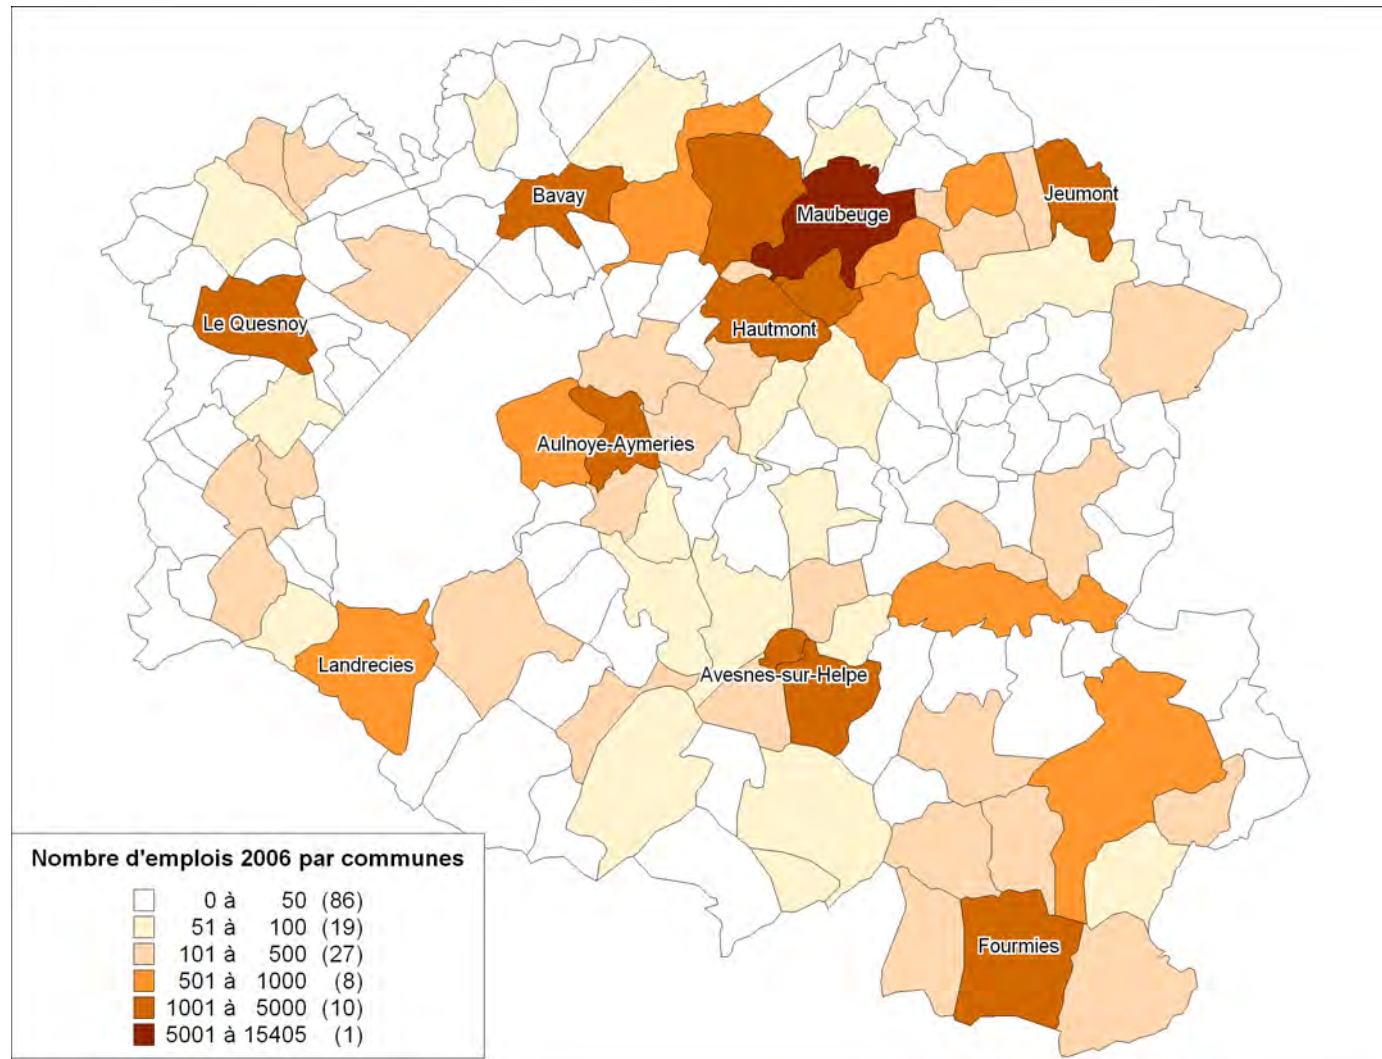 Bavay
Jeumont
Maubeuge
Le Quesnoy
Hautmont
Aulnoye-Aymeries
Landrecies
Avesnes-sur-Helpe
Fourmies
Nombre d'emplois 2006 par communes
0 à 50 (86)
51 à 100 (19)
101 à 500 (27)
501 à 1000 (8)
1001 à 5000 (10)
5001 à 15405 (1)